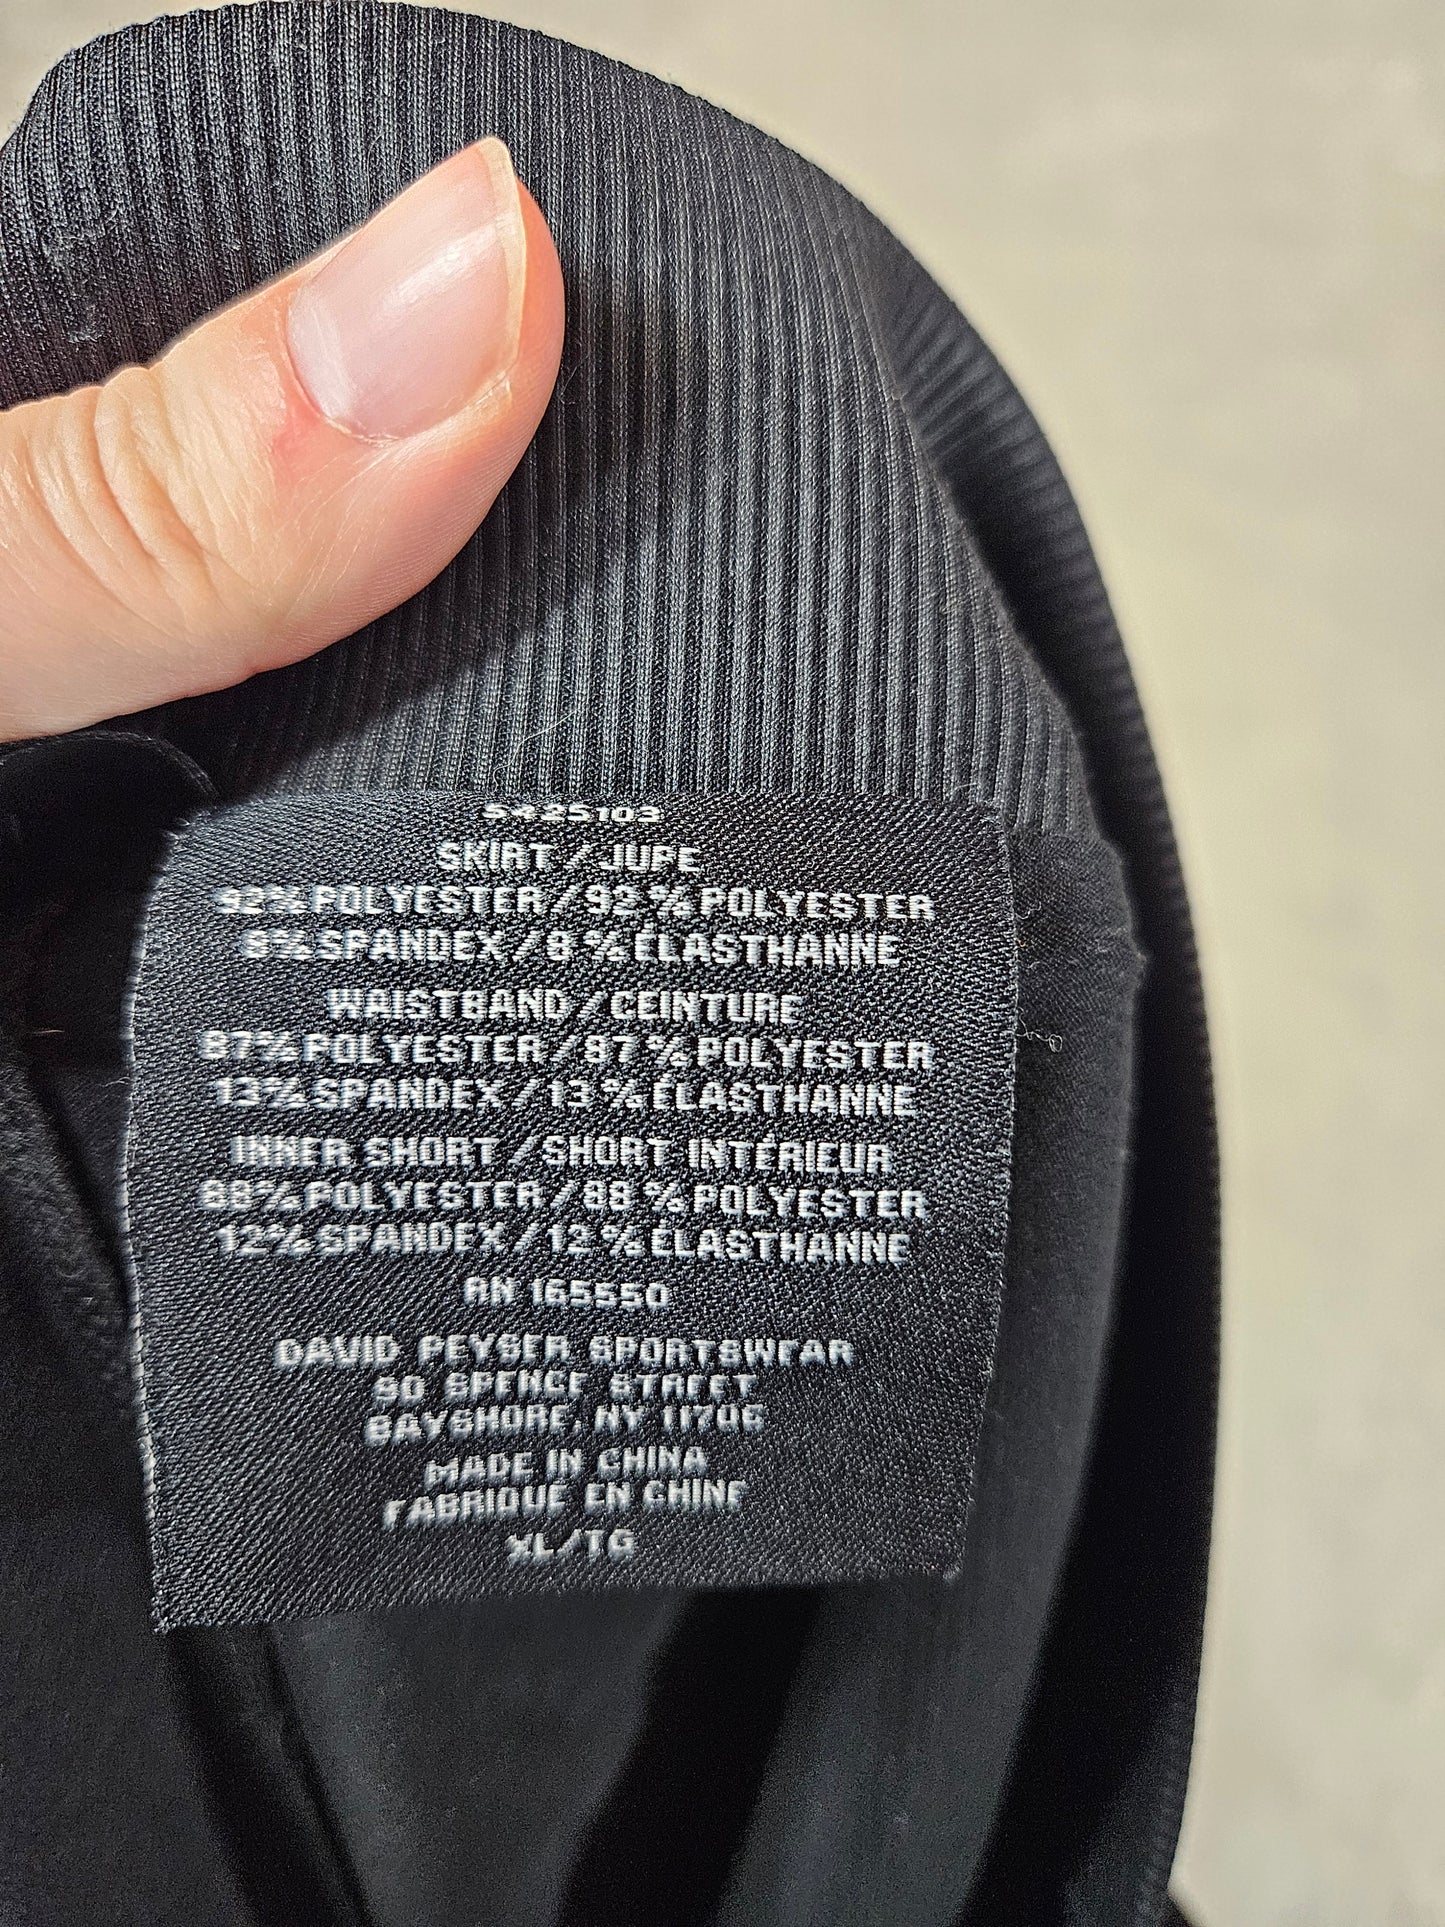 S425103
SKIRT / JUPE
92% POLYESTER / 92 % POLYESTER
8% SPANDEX / 8 % ÉLASTHANNE
WAISTBAND / CEINTURE
87% POLYESTER / 87 % POLYESTER
13% SPANDEX / 13 % ÉLASTHANNE
INNER SHORT / SHORT INTÉRIEUR
88% POLYESTER / 88 % POLYESTER
12% SPANDEX / 12 % ÉLASTHANNE
RN 165550
DAVID PEYSER SPORTSWEAR
90 SPENCE STREET
BAYSHORE, NY 11706
MADE IN CHINA
FABRIQUÉ EN CHINE
XL/TG